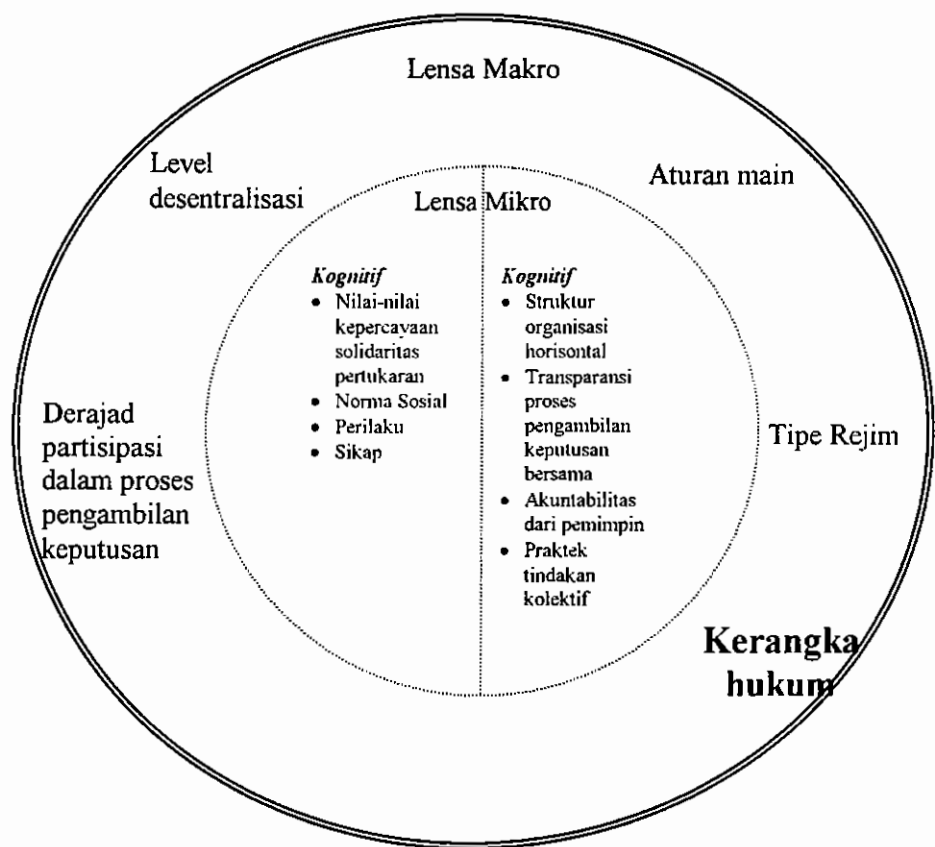 Lensa Makro
Level
desentralisasi
Aturan main
Lensa Mikro
Kognitif
• Nilai-nilai
kepercayaan
solidaritas
pertukaran
• Norma Sosial
• Perilaku
• Sikap
Kognitif
• Struktur
organisasi
horisontal
• Transparansi
proses
pengambilan
keputusan
bersama
• Akuntabilitas
dari pemimpin
• Praktek
tindakan
kolektif
Derajad
partisipasi
dalam proses
pengambilan
keputusan
Tipe Rejim
Kerangka
hukum